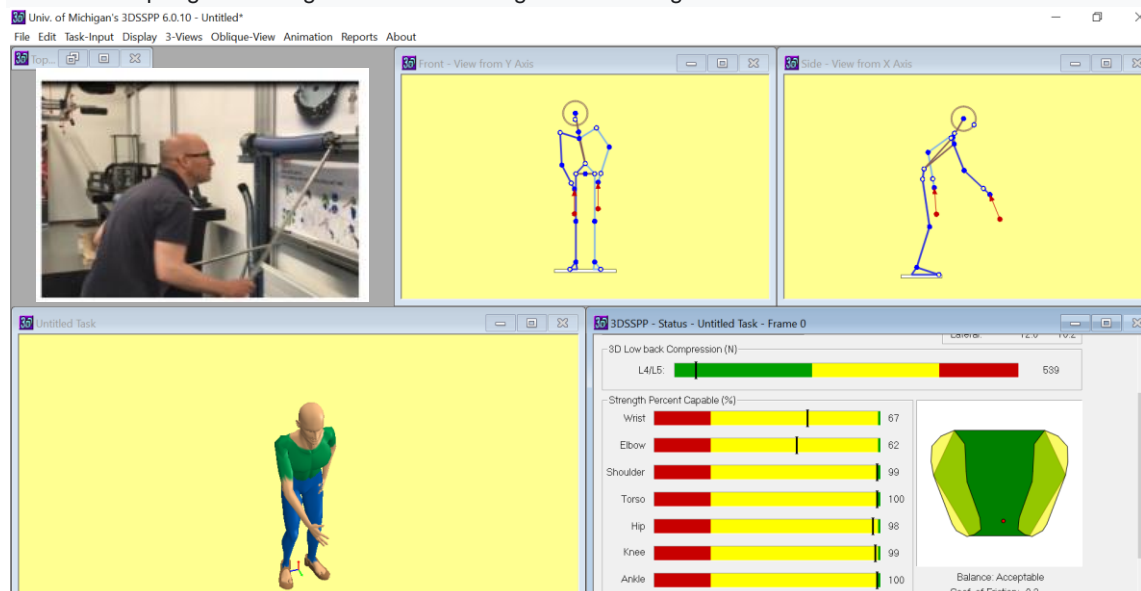 Univ. of Michigan's 3DSSPP 6.0.10 - Untitled*
File Edit Task-Input Display 3-Views Oblique-View Animation Reports About
Top...
Front - View from Y Axis
Side - View from X Axis
Untitled Task
3DSSPP - Status - Untitled Task - Frame 0
3D Low back Compression (N)
L4/L5: 539
Strength Percent Capable (%)
Wrist 67
Elbow 62
Shoulder 99
Torso 100
Hip 98
Knee 99
Ankle 100
Balance: Acceptable